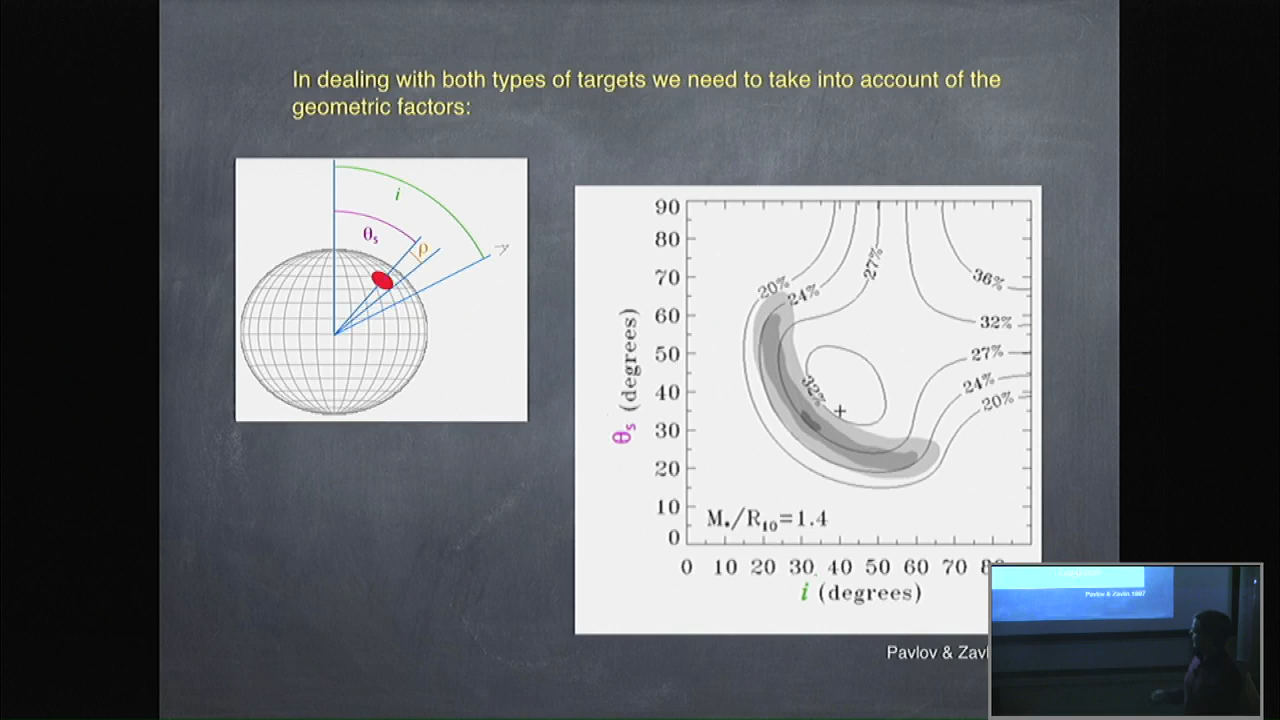 In dealing with both types of targets we need to take into account of the
geometric factors:
i
θs
ρ
γ
90
80
70
60
50
40
30
20
10
0
θs (degrees)
20%
24%
27%
36%
32%
27%
24%
20%
32%
M*/R10=1.4
0 10 20 30 40 50 60 70
i (degrees)
Pavlov & Zavl
Pavlov & Zavlin 1997